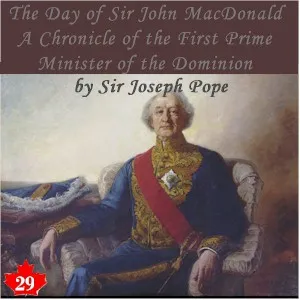 The Day of Sir John MacDonald
A Chronicle of the First Prime
Minister of the Dominion
by Sir Joseph Pope
29